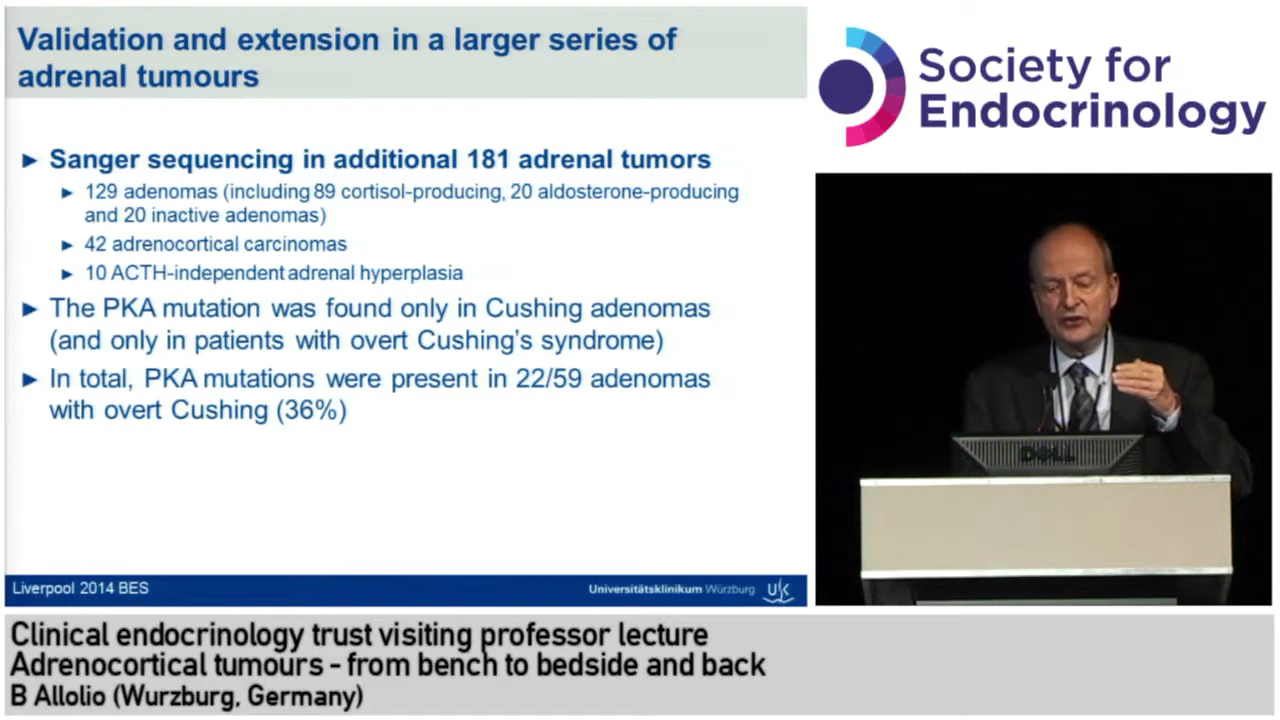 Validation and extension in a larger series of
adrenal tumours
► Sanger sequencing in additional 181 adrenal tumors
► 129 adenomas (including 89 cortisol-producing, 20 aldosterone-producing
and 20 inactive adenomas)
► 42 adrenocortical carcinomas
► 10 ACTH-independent adrenal hyperplasia
► The PKA mutation was found only in Cushing adenomas
(and only in patients with overt Cushing's syndrome)
► In total, PKA mutations were present in 22/59 adenomas
with overt Cushing (36%)
Liverpool 2014 BES
Universitätsklinikum Würzburg UK
Society for
Endocrinology
DELL
Clinical endocrinology trust visiting professor lecture
Adrenocortical tumours - from bench to bedside and back
B Allolio (Wurzburg, Germany)